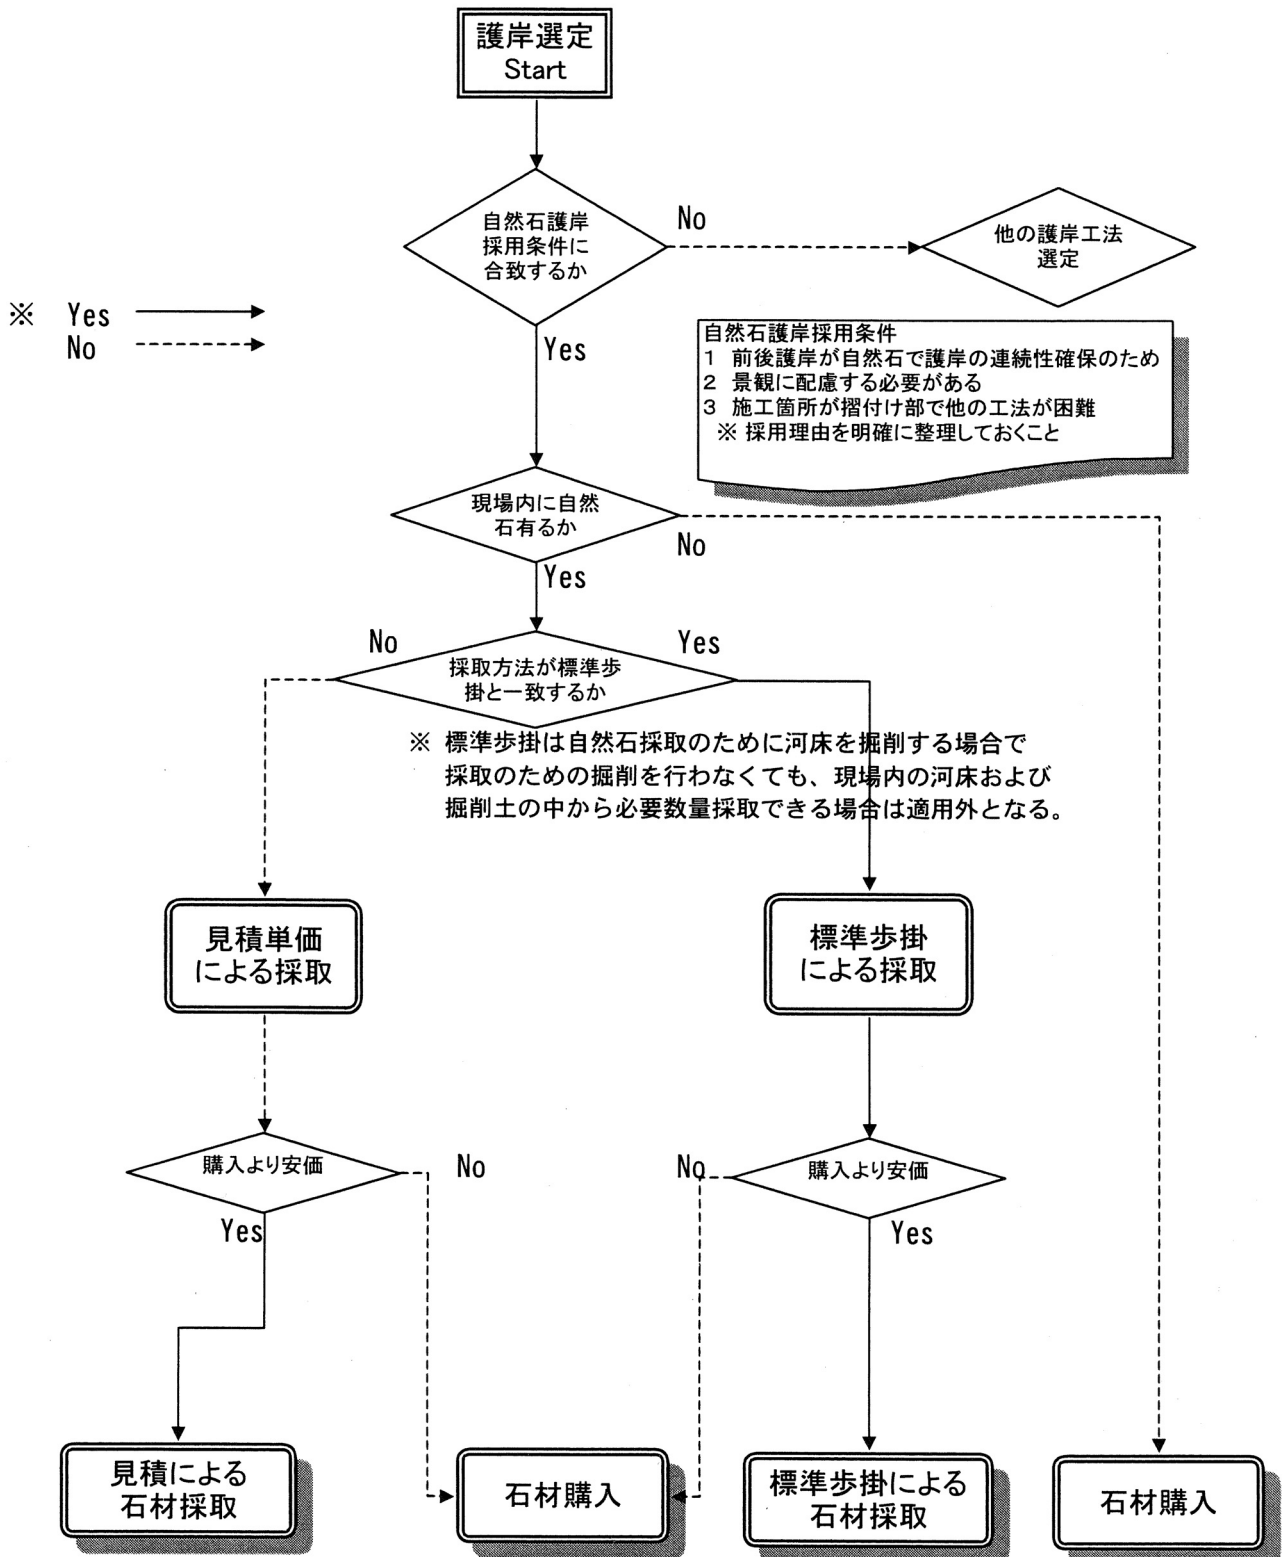 護岸選定
Start
自然石護岸
採用条件に
合致するか
No
他の護岸工法
選定
※ Yes
No
Yes
自然石護岸採用条件
1 前後護岸が自然石で護岸の連続性確保のため
2 景観に配慮する必要がある
3 施工箇所が摺付け部で他の工法が困難
※ 採用理由を明確に整理しておくこと
現場内に自然
石有るか
No
Yes
No
Yes
採取方法が標準歩
掛と一致するか
※ 標準歩掛は自然石採取のために河床を掘削する場合で
採取のための掘削を行わなくても、現場内の河床および
掘削土の中から必要数量採取できる場合は適用外となる。
見積単価
による採取
標準歩掛
による採取
購入より安価
No
Yes
No
購入より安価
Yes
見積による
石材採取
石材購入
標準歩掛による
石材採取
石材購入